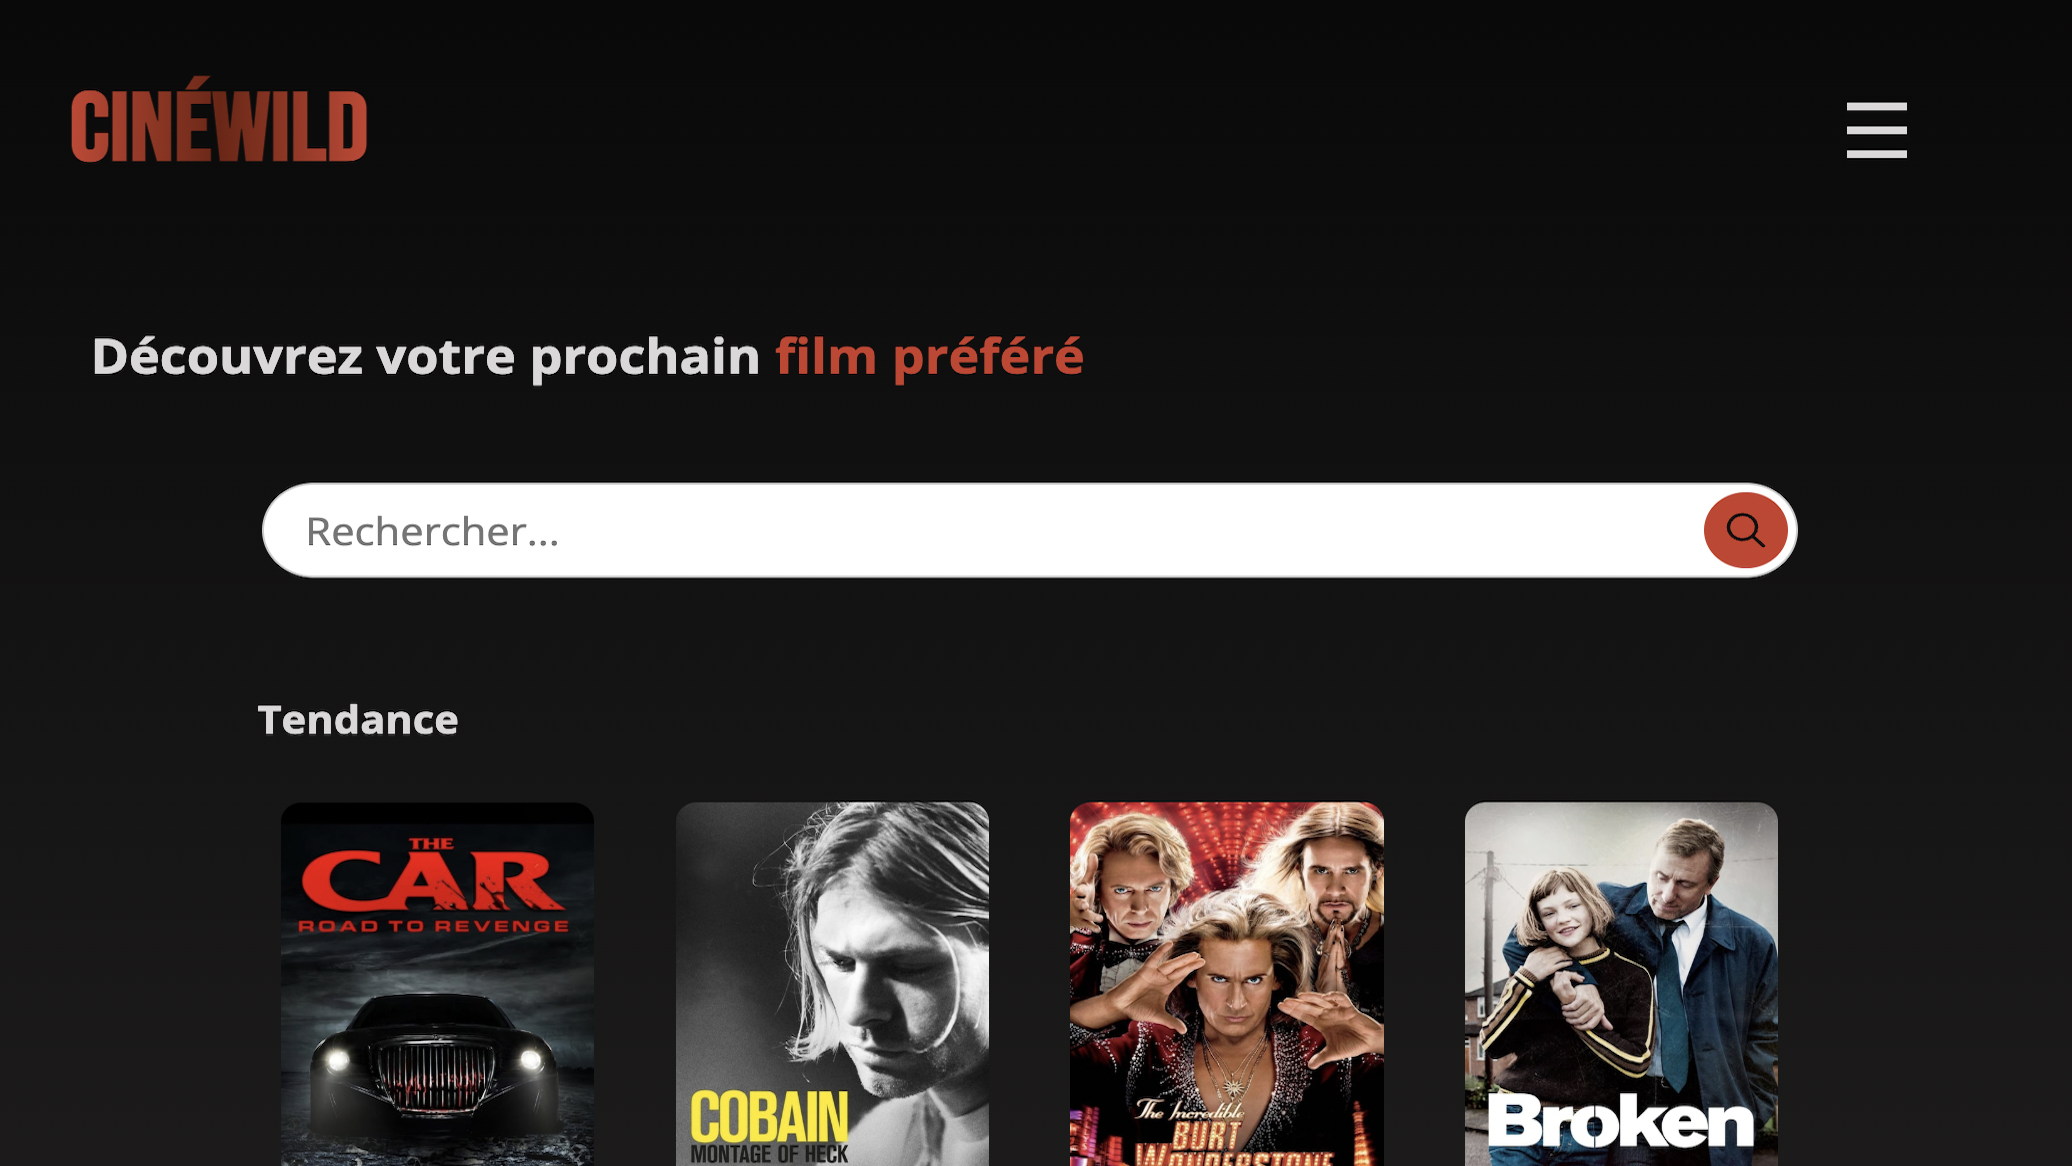 CINÉWILD
Découvrez votre prochain film préféré
Rechercher...
Tendance
THE
CAR
ROAD TO REVENGE
COBAIN
MONTAGE OF HECK
The Incredible
BURT
WONDERSTONE
Broken